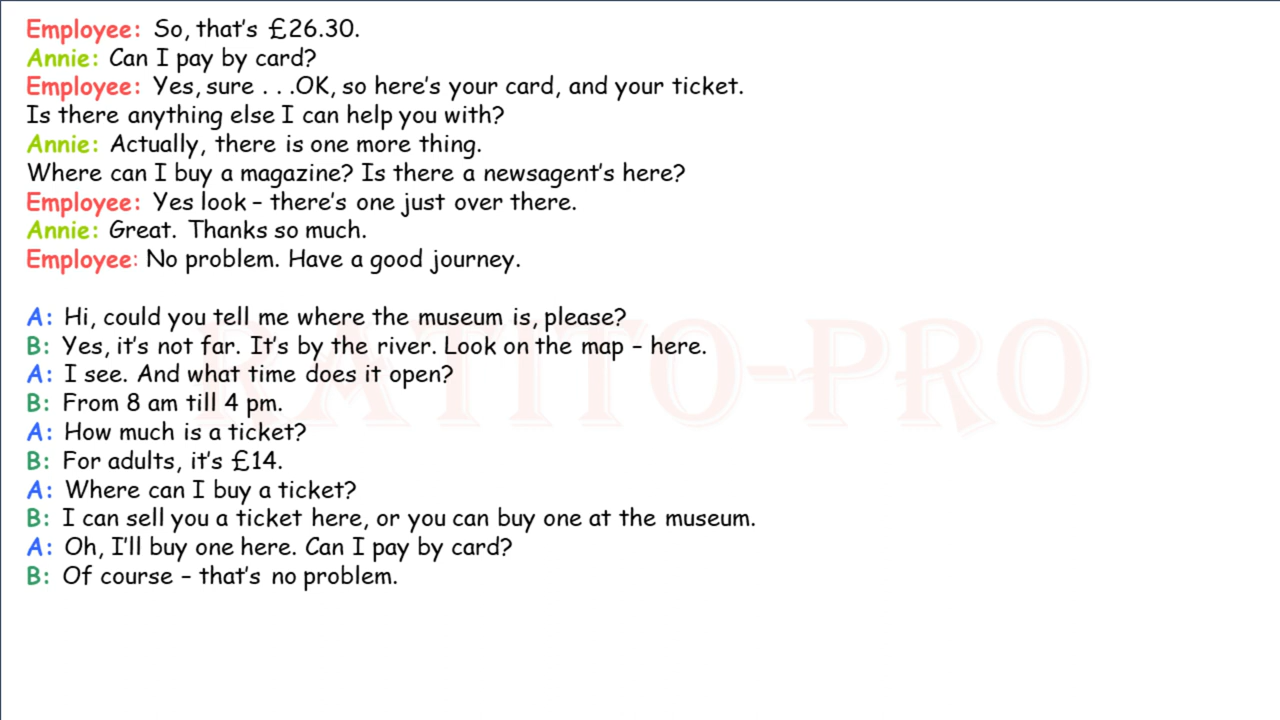 Employee: So, that's £26.30.
Annie: Can I pay by card?
Employee: Yes, sure . . .OK, so here's your card, and your ticket.
Is there anything else I can help you with?
Annie: Actually, there is one more thing.
Where can I buy a magazine? Is there a newsagent's here?
Employee: Yes look – there's one just over there.
Annie: Great. Thanks so much.
Employee: No problem. Have a good journey.
A: Hi, could you tell me where the museum is, please?
B: Yes, it's not far. It's by the river. Look on the map – here.
A: I see. And what time does it open?
B: From 8 am till 4 pm.
A: How much is a ticket?
B: For adults, it's £14.
A: Where can I buy a ticket?
B: I can sell you a ticket here, or you can buy one at the museum.
A: Oh, I'll buy one here. Can I pay by card?
B: Of course – that's no problem.
RATITO-PRO